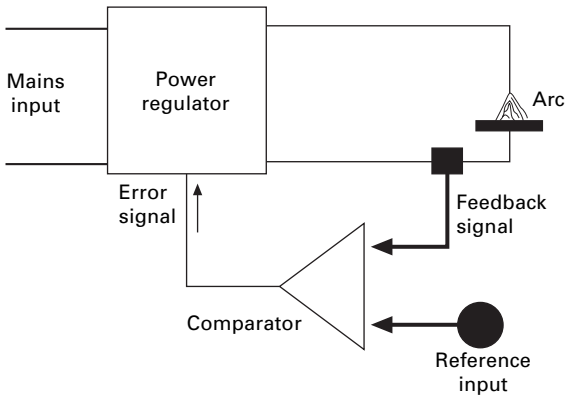 Mains
input
Power
regulator
Arc
Error
signal
Feedback
signal
Comparator
Reference
input